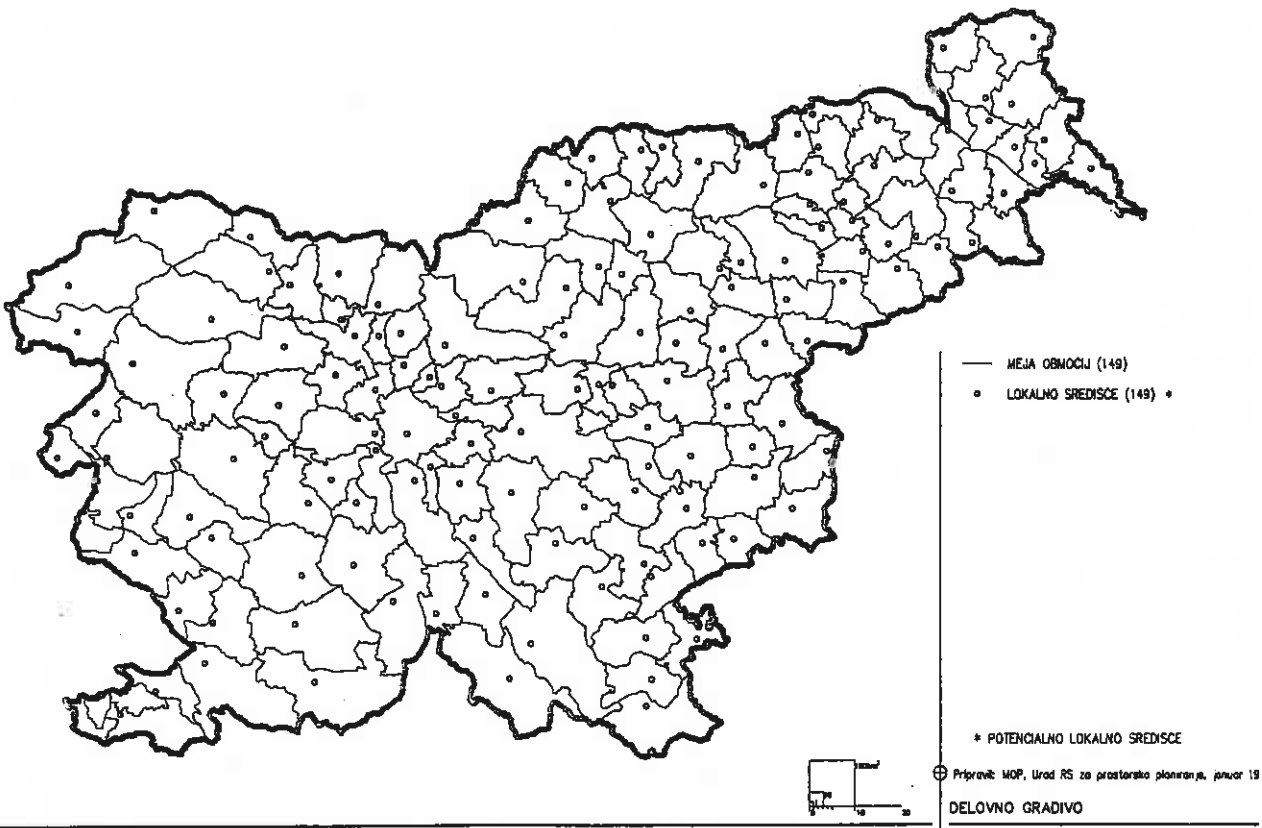 MEJA OBMOCIJ (149)
LOKALNO SREDISCE (149) *
* POTENCIALNO LOKALNO SREDISCE
Pripravil: MOP, Urad RS za prostorsko planiranje, januar 19
DELOVNO GRADIVO